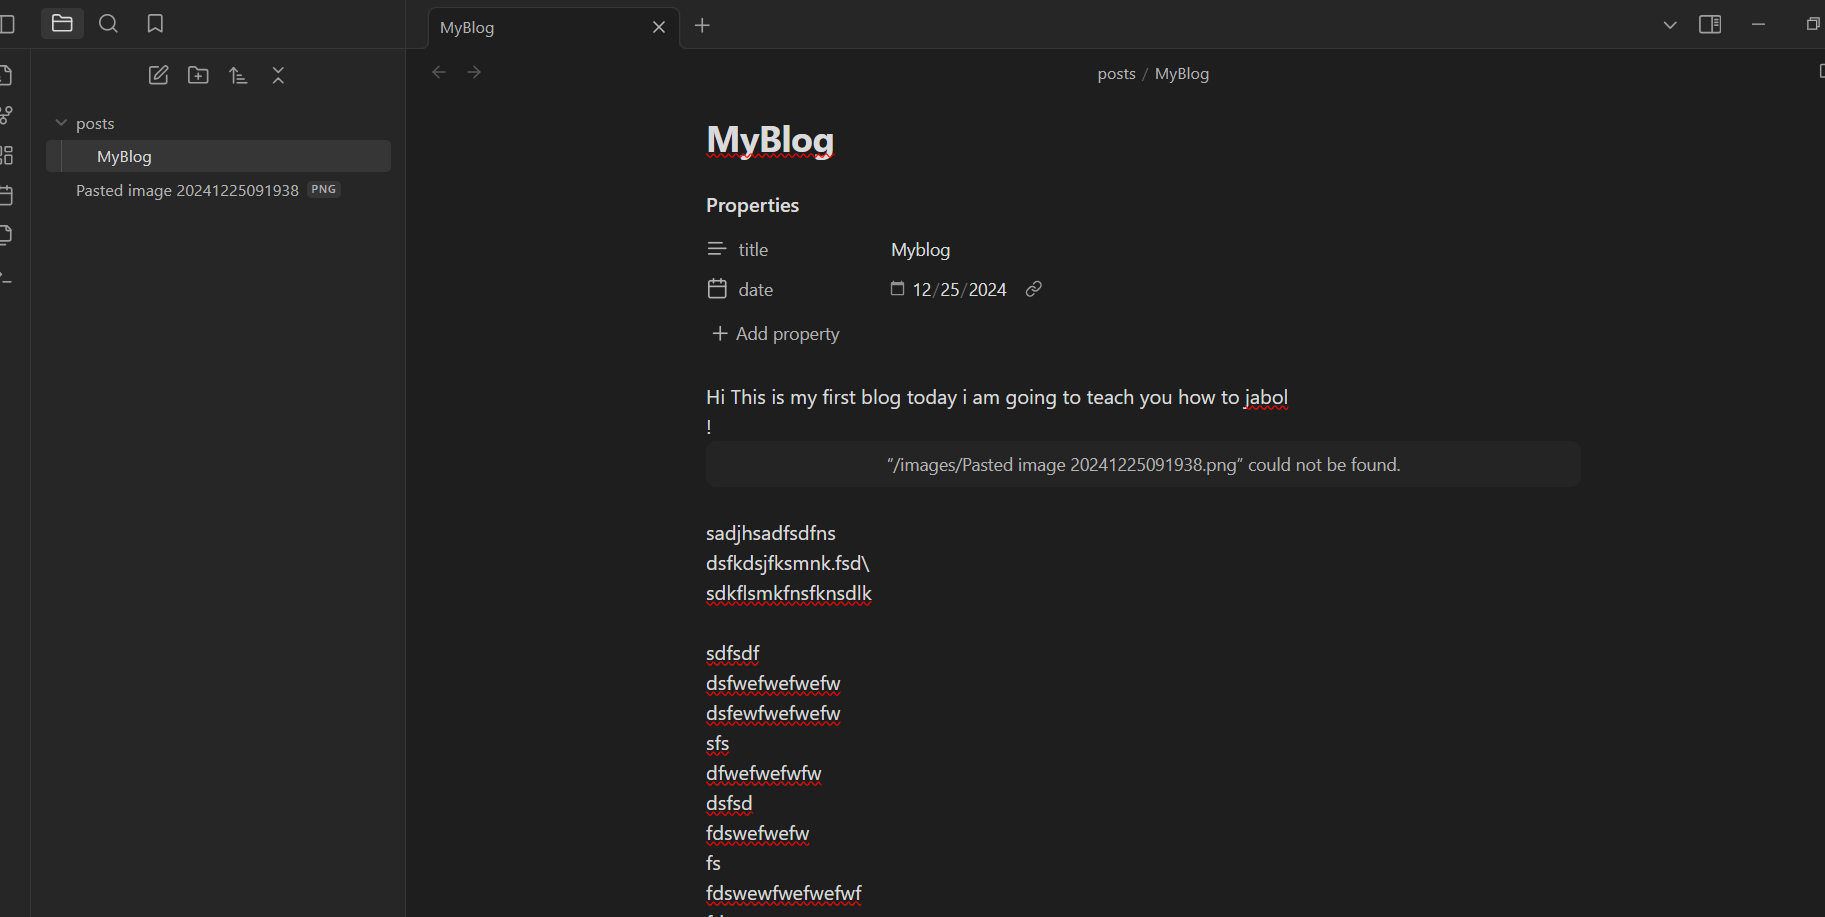 MyBlog
posts / MyBlog
posts
MyBlog
Pasted image 20241225091938 PNG
MyBlog
Properties
title Myblog
date 12/25/2024
Add property
Hi This is my first blog today i am going to teach you how to jabol
!
“/images/Pasted image 20241225091938.png” could not be found.
sadjhsadfsdfns
dsfkdsjfksmnk.fsd\
sdkflsmkfnsfknsdlk
sdfsdf
dsfwefwefwefw
dsfewfwefwefw
sfs
dfwefwefwfw
dsfsd
fdswefwefw
fs
fdswewfwefwefwf